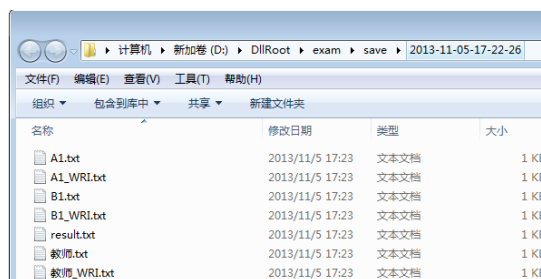 计算机 新加卷 (D:) DllRoot exam save 2013-11-05-17-22-26
文件(F) 编辑(E) 查看(V) 工具(T) 帮助(H)
组织 包含到库中 共享 新建文件夹
名称 修改日期 类型 大小
A1.txt 2013/11/5 17:23 文本文档 1 KB
A1_WRI.txt 2013/11/5 17:23 文本文档 1 KB
B1.txt 2013/11/5 17:23 文本文档 1 KB
B1_WRI.txt 2013/11/5 17:23 文本文档 1 KB
result.txt 2013/11/5 17:23 文本文档 1 KB
教师.txt 2013/11/5 17:23 文本文档 1 KB
教师_WRI.txt 2013/11/5 17:23 文本文档 1 KB